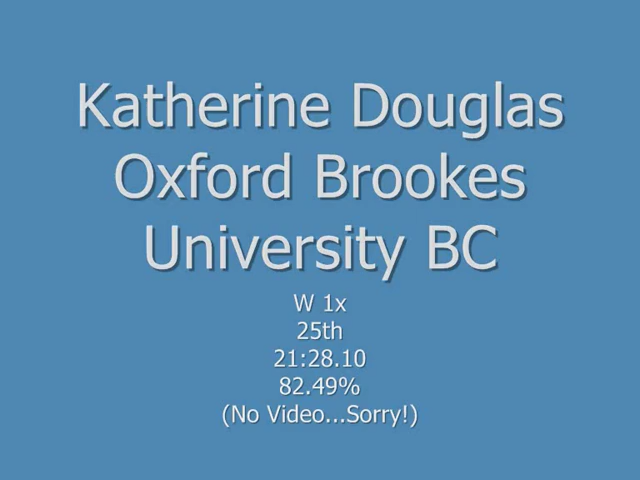 Katherine Douglas
Oxford Brookes
University BC
W 1x
25th
21:28.10
82.49%
(No Video...Sorry!)